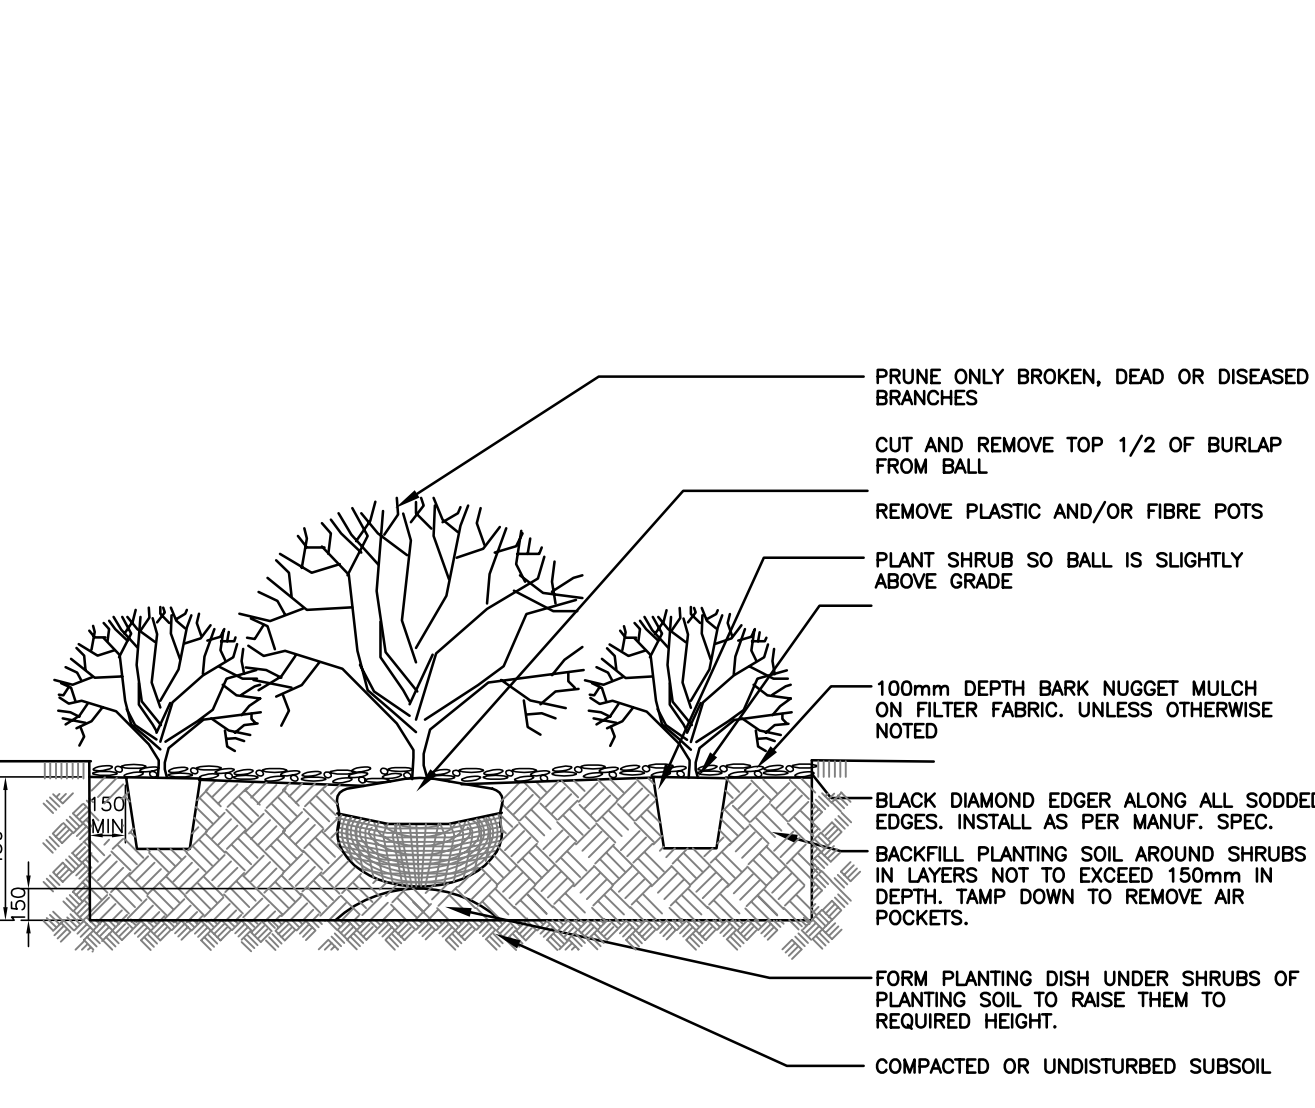 PRUNE ONLY BROKEN, DEAD OR DISEASED
BRANCHES
CUT AND REMOVE TOP 1/2 OF BURLAP
FROM BALL
REMOVE PLASTIC AND/OR FIBRE POTS
PLANT SHRUB SO BALL IS SLIGHTLY
ABOVE GRADE
100mm DEPTH BARK NUGGET MULCH
ON FILTER FABRIC. UNLESS OTHERWISE
NOTED
BLACK DIAMOND EDGER ALONG ALL SODDED
EDGES. INSTALL AS PER MANUF. SPEC.
BACKFILL PLANTING SOIL AROUND SHRUBS
IN LAYERS NOT TO EXCEED 150mm IN
DEPTH. TAMP DOWN TO REMOVE AIR
POCKETS.
FORM PLANTING DISH UNDER SHRUBS OF
PLANTING SOIL TO RAISE THEM TO
REQUIRED HEIGHT.
COMPACTED OR UNDISTURBED SUBSOIL
150
MIN
150